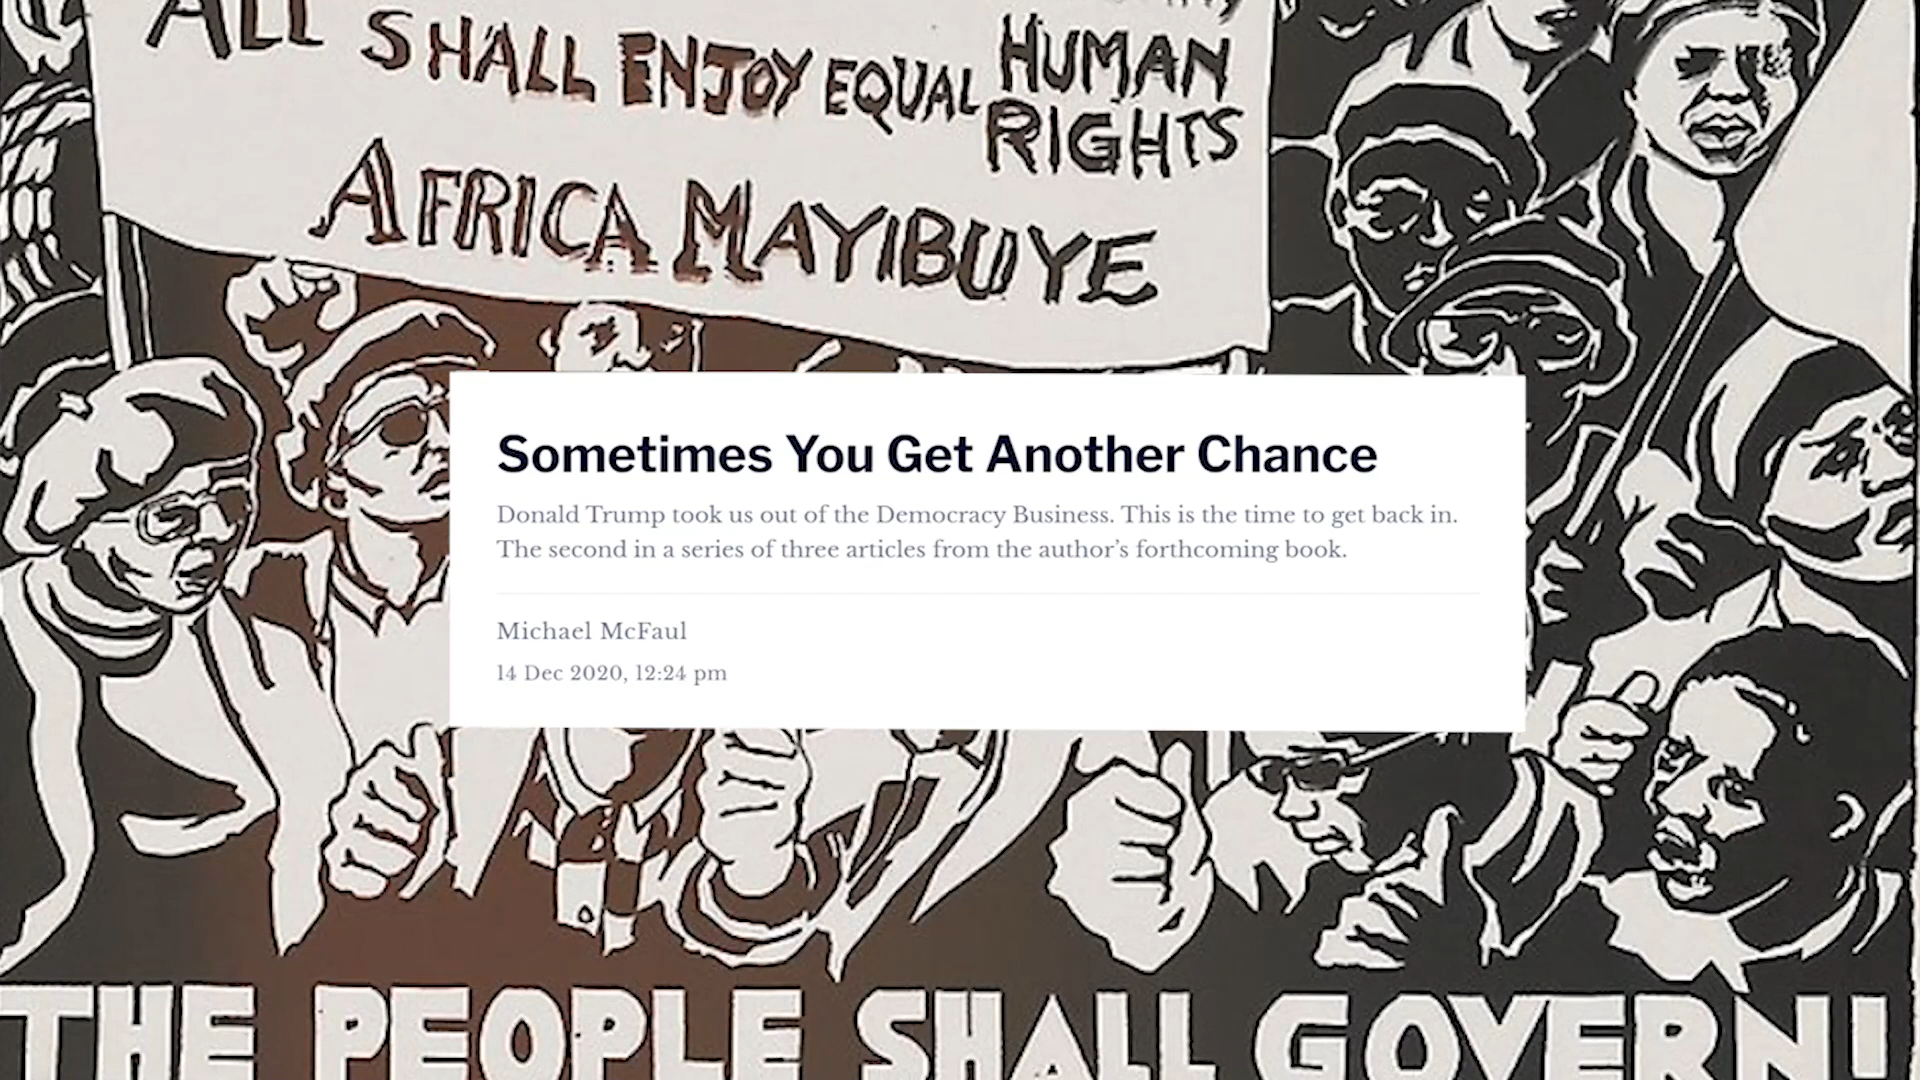 ALL SHALL ENJOY EQUAL HUMAN
RIGHTS
AFRICA MAYIBUYE
Sometimes You Get Another Chance
Donald Trump took us out of the Democracy Business. This is the time to get back in.
The second in a series of three articles from the author’s forthcoming book.
Michael McFaul
14 Dec 2020, 12:24 pm
THE PEOPLE SHALL GOVERN!